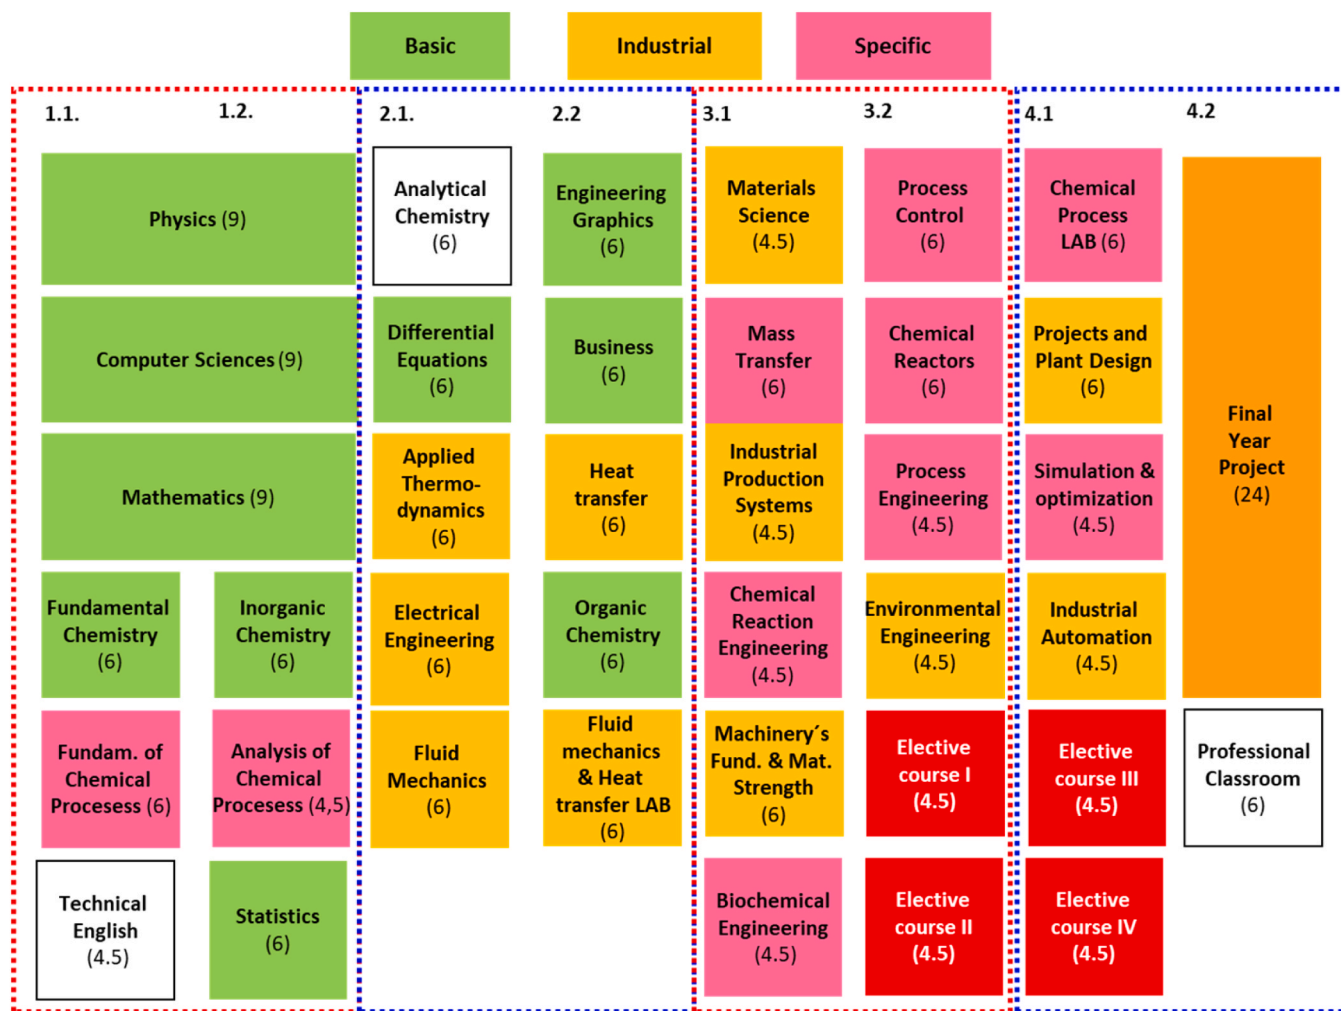 Basic
Industrial
Specific
1.1.
1.2.
2.1.
2.2
3.1
3.2
4.1
4.2
Physics (9)
Computer Sciences (9)
Mathematics (9)
Fundamental
Chemistry
(6)
Inorganic
Chemistry
(6)
Fundam. of
Chemical
Procesess (6)
Analysis of
Chemical
Procesess (4,5)
Technical
English
(4.5)
Statistics
(6)
Analytical
Chemistry
(6)
Differential
Equations
(6)
Applied
Thermo-
dynamics
(6)
Electrical
Engineering
(6)
Fluid
Mechanics
(6)
Engineering
Graphics
(6)
Business
(6)
Heat
transfer
(6)
Organic
Chemistry
(6)
Fluid
mechanics
& Heat
transfer LAB
(6)
Materials
Science
(4.5)
Mass
Transfer
(6)
Industrial
Production
Systems
(4.5)
Chemical
Reaction
Engineering
(4.5)
Machinery´s
Fund. & Mat.
Strength
(6)
Biochemical
Engineering
(4.5)
Process
Control
(6)
Chemical
Reactors
(6)
Process
Engineering
(4.5)
Environmental
Engineering
(4.5)
Elective
course I
(4.5)
Elective
course II
(4.5)
Chemical
Process
LAB (6)
Projects and
Plant Design
(6)
Simulation &
optimization
(4.5)
Industrial
Automation
(4.5)
Elective
course III
(4.5)
Elective
course IV
(4.5)
Final
Year
Project
(24)
Professional
Classroom
(6)